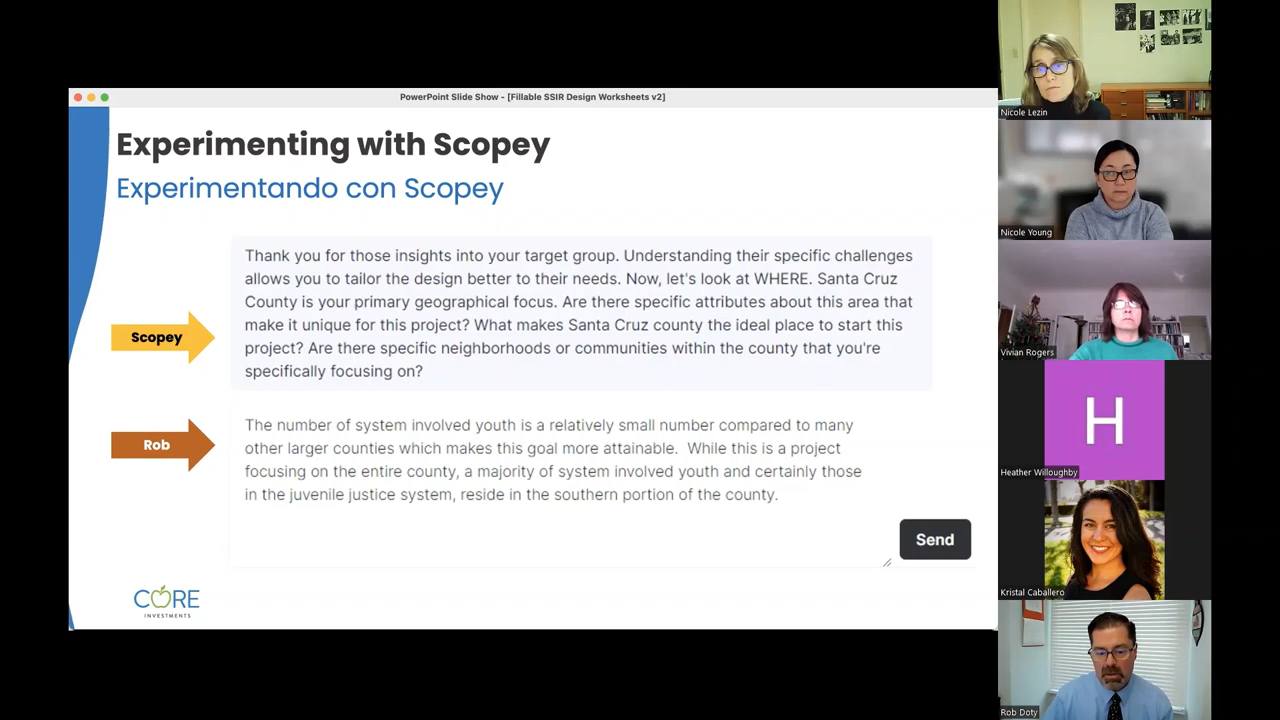 PowerPoint Slide Show - [Fillable SSIR Design Worksheets v2]
Experimenting with Scopey
Experimentando con Scopey
Scopey
Thank you for those insights into your target group. Understanding their specific challenges
allows you to tailor the design better to their needs. Now, let's look at WHERE. Santa Cruz
County is your primary geographical focus. Are there specific attributes about this area that
make it unique for this project? What makes Santa Cruz county the ideal place to start this
project? Are there specific neighborhoods or communities within the county that you're
specifically focusing on?
Rob
The number of system involved youth is a relatively small number compared to many
other larger counties which makes this goal more attainable.  While this is a project
focusing on the entire county, a majority of system involved youth and certainly those
in the juvenile justice system, reside in the southern portion of the county.
Send
CORE
INVESTMENTS
Nicole Lezin
Nicole Young
Vivian Rogers
H
Heather Willoughby
Kristal Caballero
Rob Doty